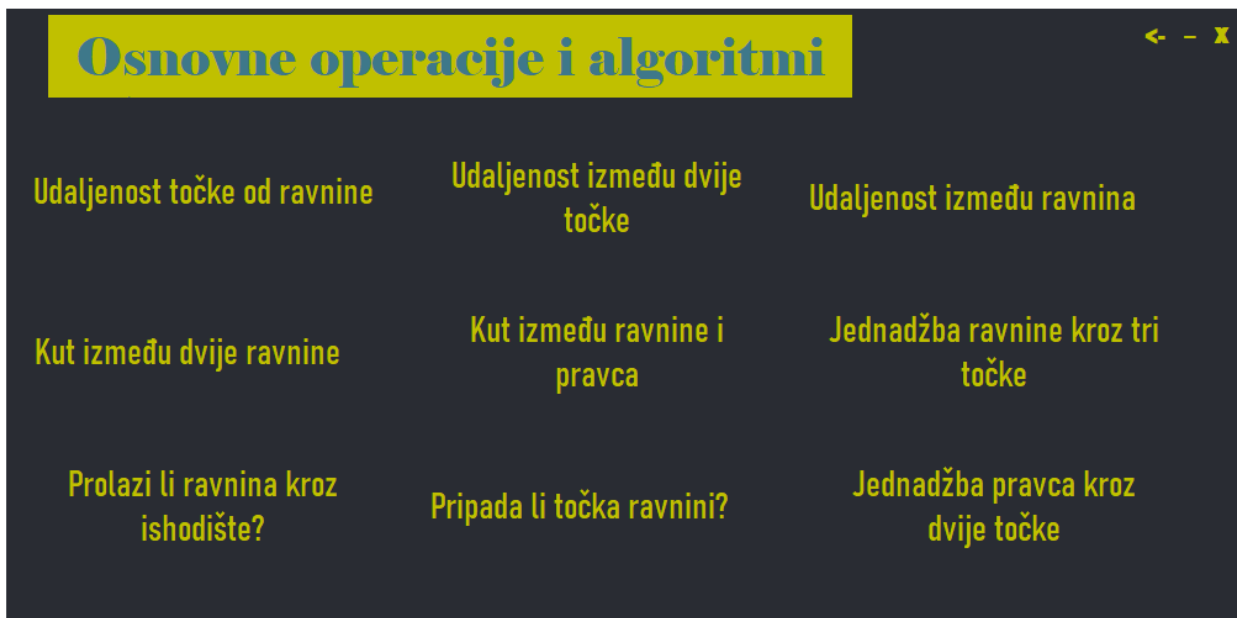 Osnovne operacije i algoritmi
<- – X
Udaljenost točke od ravnine
Udaljenost između dvije
točke
Udaljenost između ravnina
Kut između dvije ravnine
Kut između ravnine i
pravca
Jednadžba ravnine kroz tri
točke
Prolazi li ravnina kroz
ishodište?
Pripada li točka ravnini?
Jednadžba pravca kroz
dvije točke